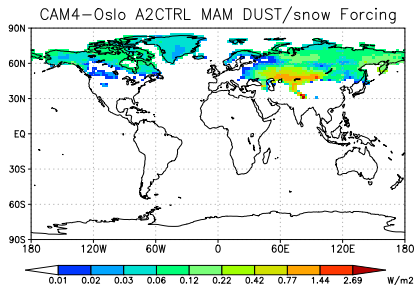 CAM4-Oslo A2CTRL MAM DUST/snow Forcing
90N
60N
30N
EQ
30S
60S
90S
180 120W 60W 0 60E 120E 180
0.01 0.02 0.03 0.06 0.12 0.22 0.42 0.77 1.44 2.69 W/m2